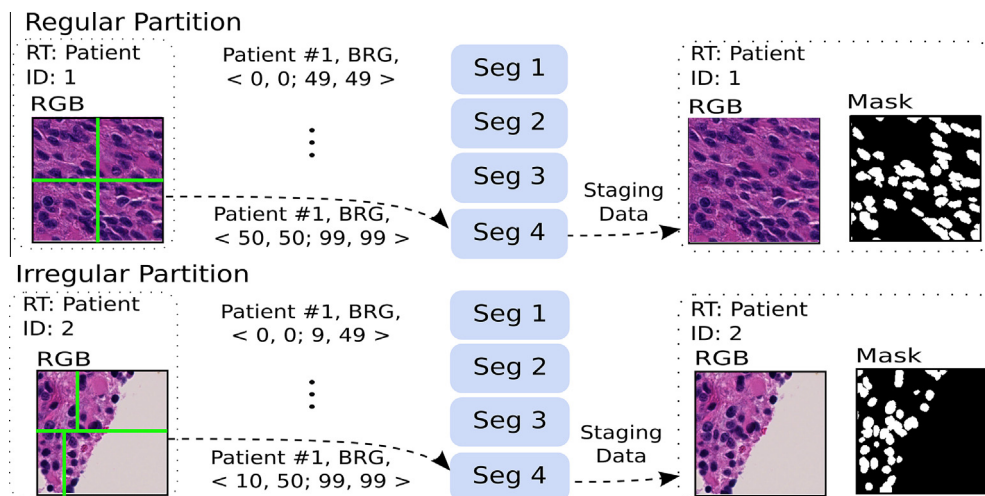 Regular Partition
RT: Patient
ID: 1
RGB
Patient #1, BRG,
< 0, 0; 49, 49 >
...
Patient #1, BRG,
< 50, 50; 99, 99 >
Seg 1
Seg 2
Seg 3
Seg 4
Staging
Data
RT: Patient
ID: 1
RGB
Mask
Irregular Partition
RT: Patient
ID: 2
RGB
Patient #1, BRG,
< 0, 0; 9, 49 >
...
Patient #1, BRG,
< 10, 50; 99, 99 >
Seg 1
Seg 2
Seg 3
Seg 4
Staging
Data
RT: Patient
ID: 2
RGB
Mask